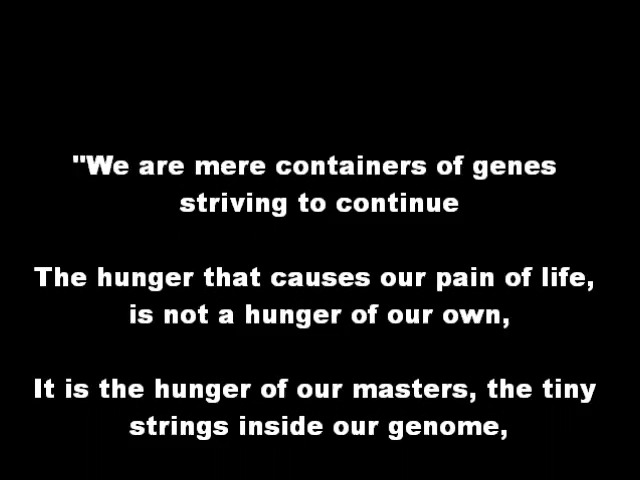 "We are mere containers of genes
striving to continue
The hunger that causes our pain of life,
is not a hunger of our own,
It is the hunger of our masters, the tiny
strings inside our genome,